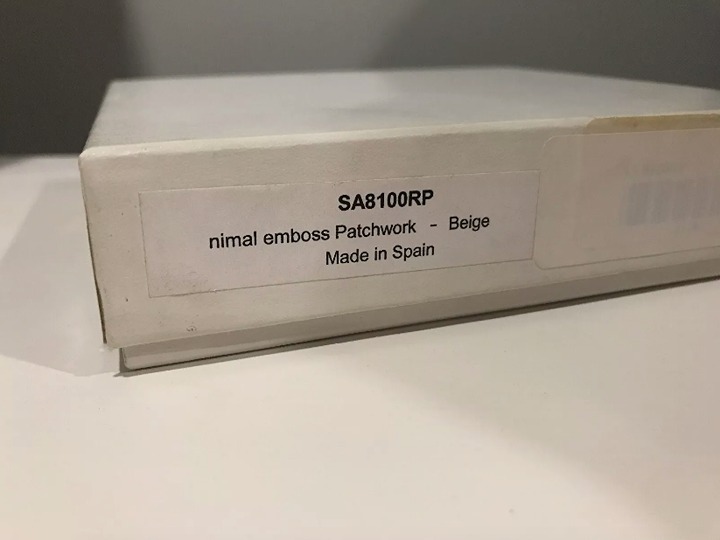 SA8100RP
nimal emboss Patchwork - Beige
Made in Spain